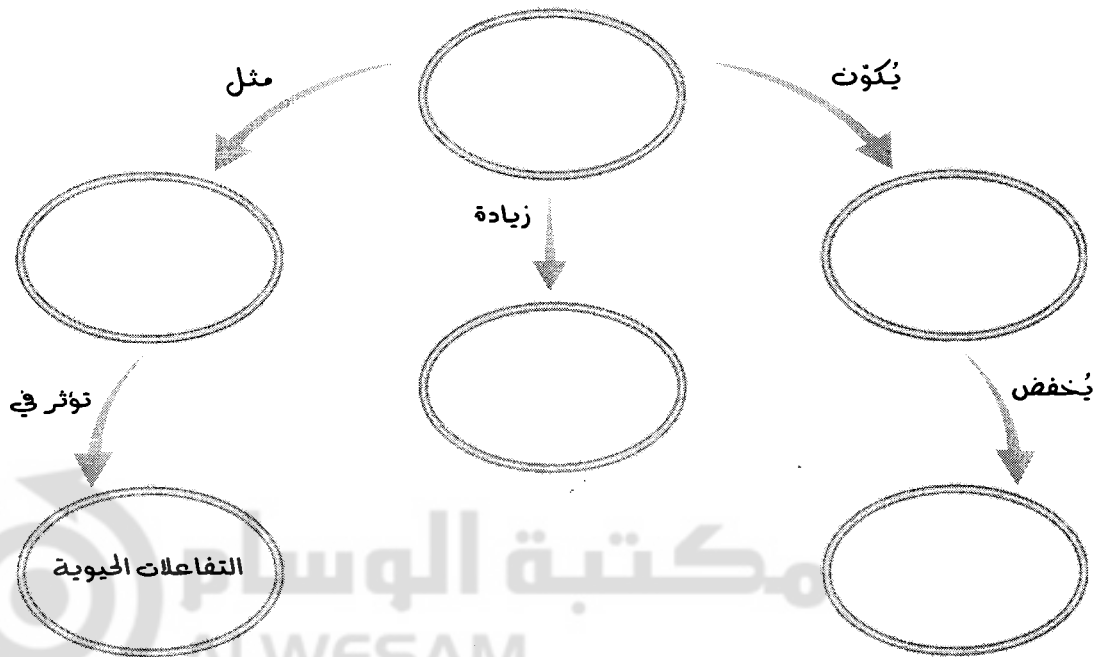 يُكوّن
مثل
زيادة
يُخفض
تؤثر في
التفاعلات الحيوية
مكتبة الوسام
ALWESAM